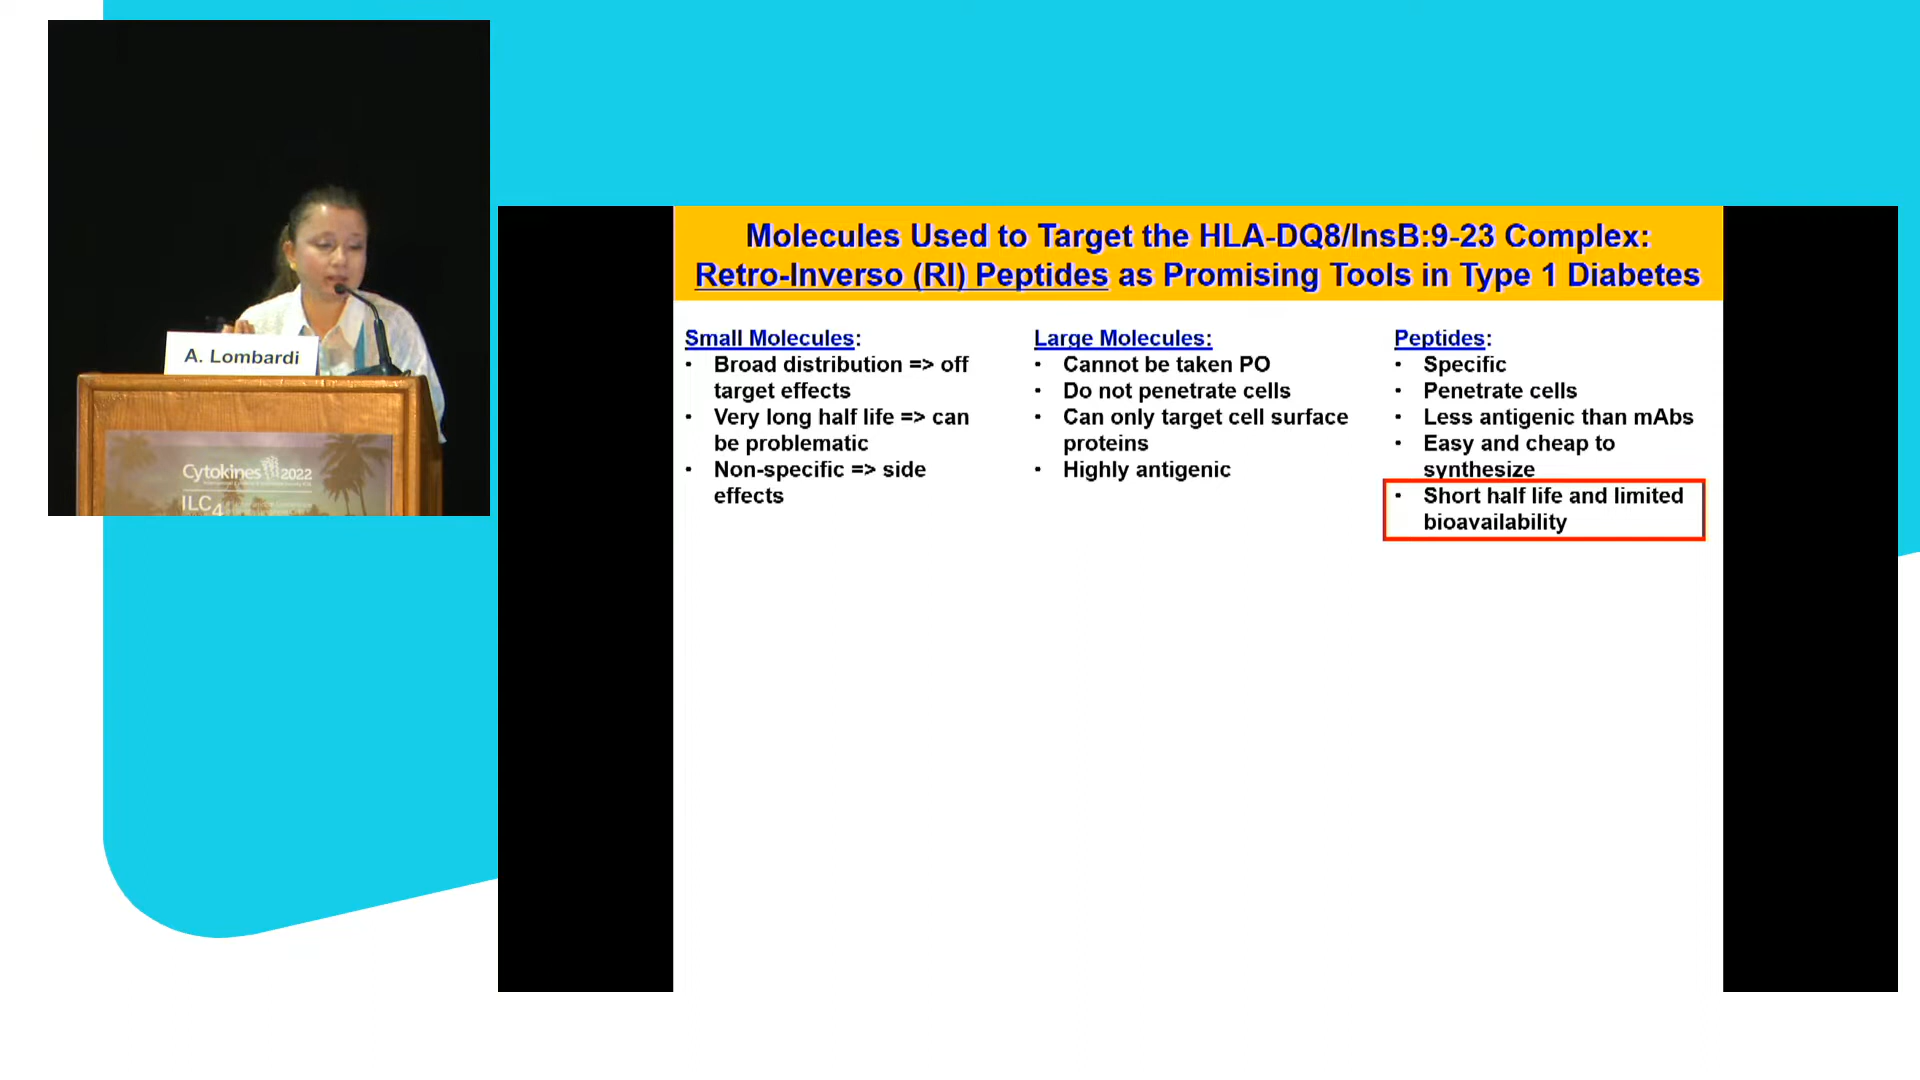 A. Lombardi
Cytokines 2022
ILC4
Molecules Used to Target the HLA-DQ8/InsB:9-23 Complex:
Retro-Inverso (RI) Peptides as Promising Tools in Type 1 Diabetes
Small Molecules:
• Broad distribution => off
target effects
• Very long half life => can
be problematic
• Non-specific => side
effects
Large Molecules:
• Cannot be taken PO
• Do not penetrate cells
• Can only target cell surface
proteins
• Highly antigenic
Peptides:
• Specific
• Penetrate cells
• Less antigenic than mAbs
• Easy and cheap to
synthesize
• Short half life and limited
bioavailability